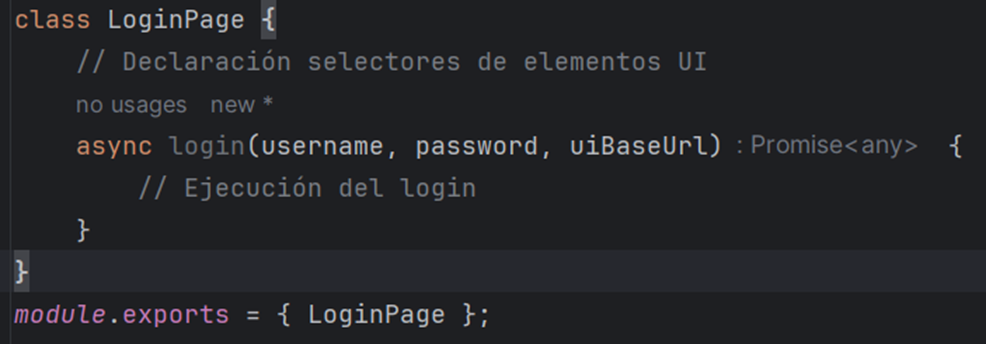 class LoginPage {
// Declaración selectores de elementos UI
no usages new *
async login(username, password, uiBaseUrl) : Promise<any> {
// Ejecución del login
}
}
module.exports = { LoginPage };